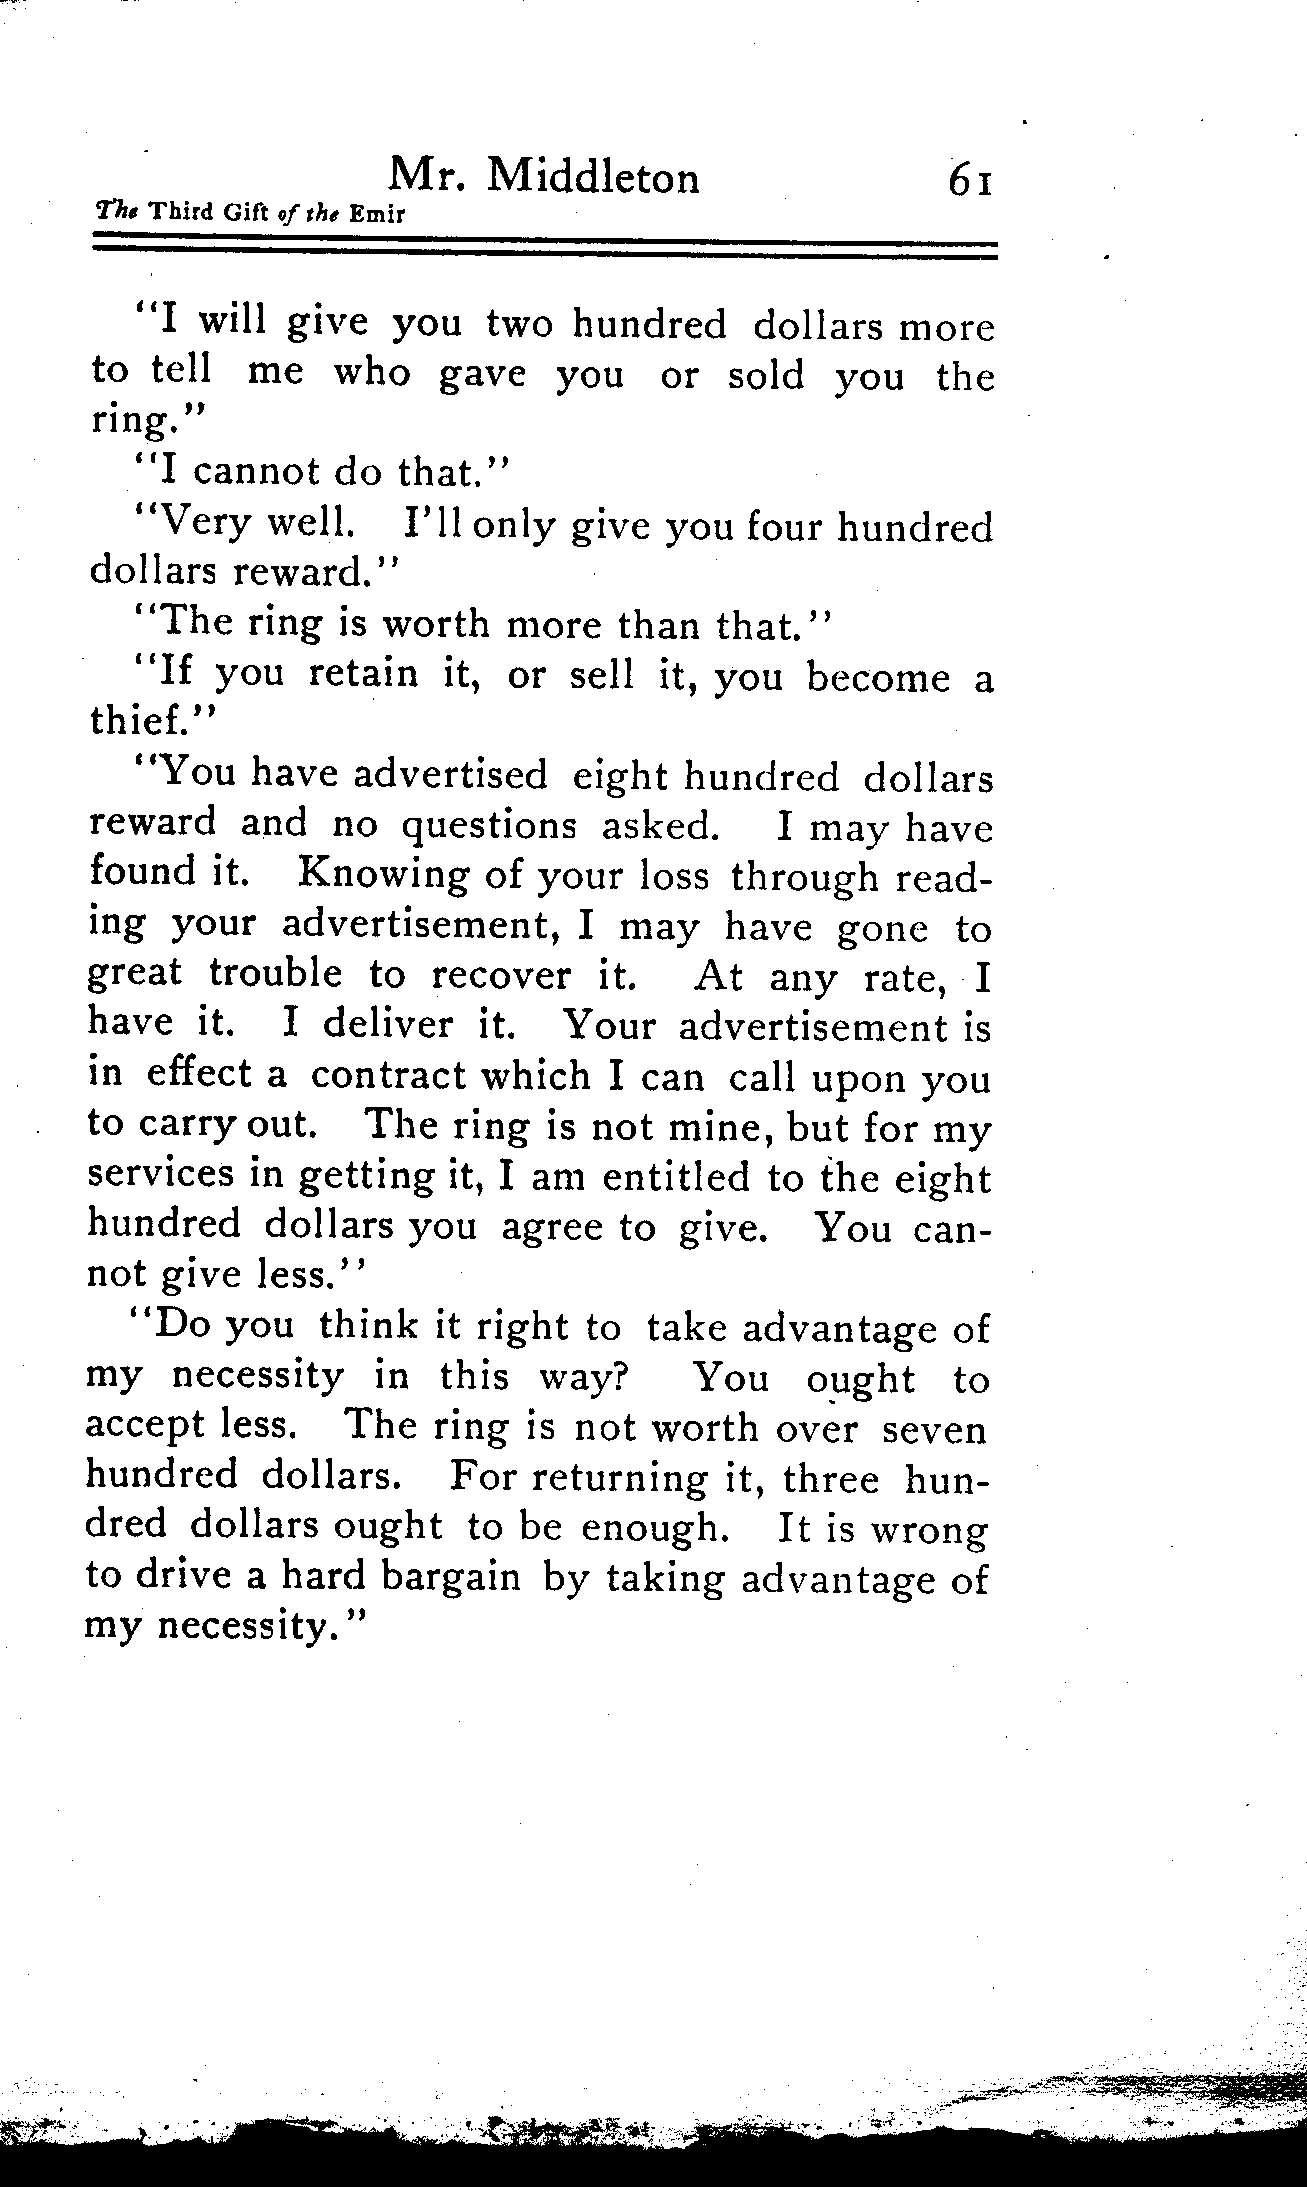 Mr. Middleton 61
The Third Gift of the Emir
"I will give you two hundred dollars more
to tell me who gave you or sold you the
ring."
"I cannot do that."
"Very well. I'll only give you four hundred
dollars reward."
"The ring is worth more than that."
"If you retain it, or sell it, you become a
thief."
"You have advertised eight hundred dollars
reward and no questions asked. I may have
found it. Knowing of your loss through read-
ing your advertisement, I may have gone to
great trouble to recover it. At any rate, I
have it. I deliver it. Your advertisement is
in effect a contract which I can call upon you
to carry out. The ring is not mine, but for my
services in getting it, I am entitled to the eight
hundred dollars you agree to give. You can-
not give less."
"Do you think it right to take advantage of
my necessity in this way? You ought to
accept less. The ring is not worth over seven
hundred dollars. For returning it, three hun-
dred dollars ought to be enough. It is wrong
to drive a hard bargain by taking advantage of
my necessity."